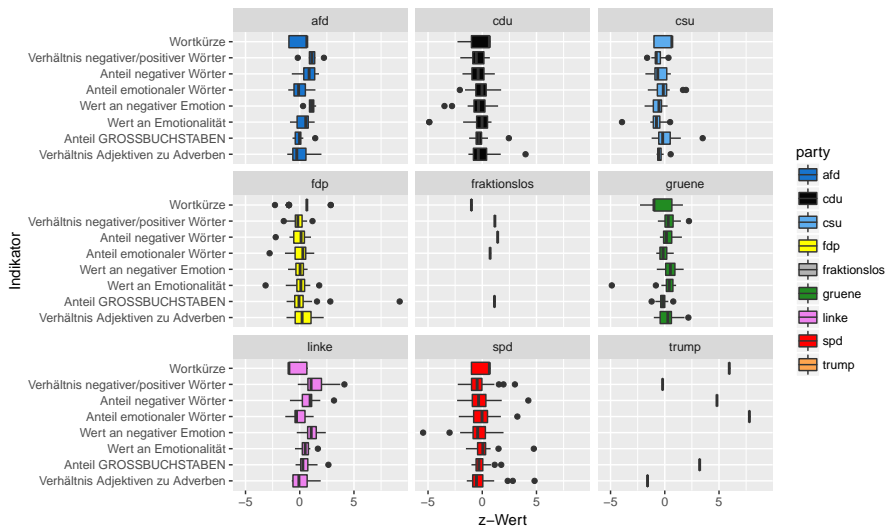 afd
cdu
csu
Wortkürze
Verhältnis negativer/positiver Wörter
Anteil negativer Wörter
Anteil emotionaler Wörter
Wert an negativer Emotion
Wert an Emotionalität
Anteil GROSSBUCHSTABEN
Verhältnis Adjektiven zu Adverben
fdp
fraktionslos
gruene
Wortkürze
Verhältnis negativer/positiver Wörter
Anteil negativer Wörter
Anteil emotionaler Wörter
Wert an negativer Emotion
Wert an Emotionalität
Anteil GROSSBUCHSTABEN
Verhältnis Adjektiven zu Adverben
linke
spd
trump
Wortkürze
Verhältnis negativer/positiver Wörter
Anteil negativer Wörter
Anteil emotionaler Wörter
Wert an negativer Emotion
Wert an Emotionalität
Anteil GROSSBUCHSTABEN
Verhältnis Adjektiven zu Adverben
−5 0 5 −5 0 5 −5 0 5
z−Wert
Indikator
party
afd
cdu
csu
fdp
fraktionslos
gruene
linke
spd
trump